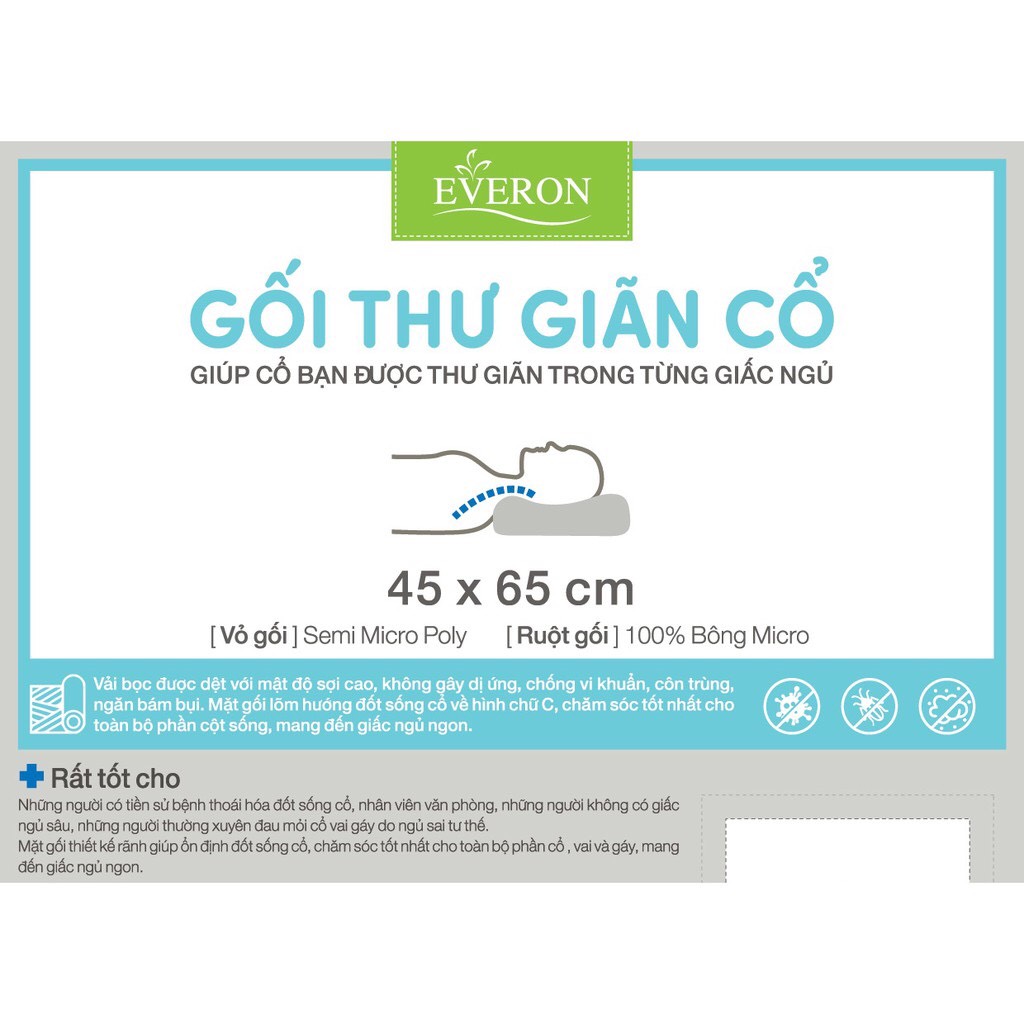 EVERON
GỐI THƯ GIÃN CỔ
GIÚP CỔ BẠN ĐƯỢC THƯ GIÃN TRONG TỪNG GIẤC NGỦ
45 x 65 cm
[ Vỏ gối ] Semi Micro Poly [ Ruột gối ] 100% Bông Micro
Vải bọc được dệt với mật độ sợi cao, không gây dị ứng, chống vi khuẩn, côn trùng,
ngăn bám bụi. Mặt gối lõm hướng đốt sống cổ về hình chữ C, chăm sóc tốt nhất cho
toàn bộ phần cột sống, mang đến giấc ngủ ngon.
Rất tốt cho
Những người có tiền sử bệnh thoái hóa đốt sống cổ, nhân viên văn phòng, những người không có giấc
ngủ sâu, những người thường xuyên đau mỏi cổ vai gáy do ngủ sai tư thế.
Mặt gối thiết kế rãnh giúp ổn định đốt sống cổ, chăm sóc tốt nhất cho toàn bộ phần cổ , vai và gáy, mang
đến giấc ngủ ngon.